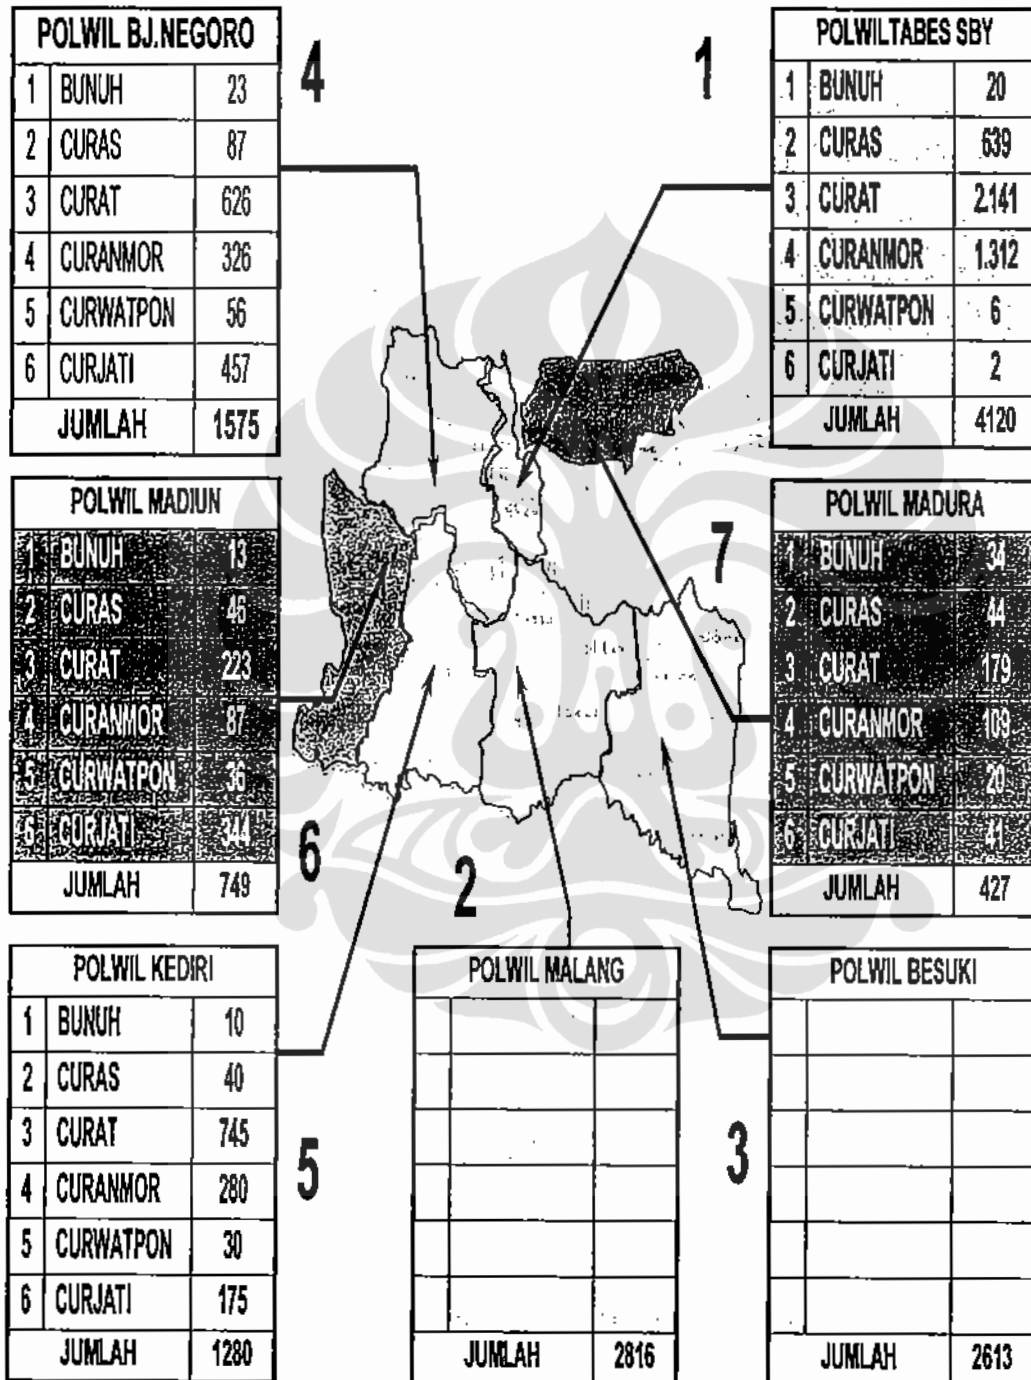 POLWIL BJ.NEGORO
1 BUNUH 23
2 CURAS 87
3 CURAT 626
4 CURANMOR 326
5 CURWATPON 56
6 CURJATI 457
JUMLAH 1575
4
1
POLWILTABES SBY
1 BUNUH 20
2 CURAS 639
3 CURAT 2.141
4 CURANMOR 1.312
5 CURWATPON 6
6 CURJATI 2
JUMLAH 4120
POLWIL MADIUN
1 BUNUH 13
2 CURAS 46
3 CURAT 223
4 CURANMOR 87
5 CURWATPON 36
CURJATI 344
JUMLAH 749
6
2
7
POLWIL MADURA
1 BUNUH 34
2 CURAS 44
3 CURAT 179
4 CURANMOR 109
5 CURWATPON 20
6 CURJATI 41
JUMLAH 427
POLWIL KEDIRI
1 BUNUH 10
2 CURAS 40
3 CURAT 745
4 CURANMOR 280
5 CURWATPON 30
6 CURJATI 175
JUMLAH 1280
5
POLWIL MALANG
JUMLAH 2816
3
POLWIL BESUKI
JUMLAH 2613